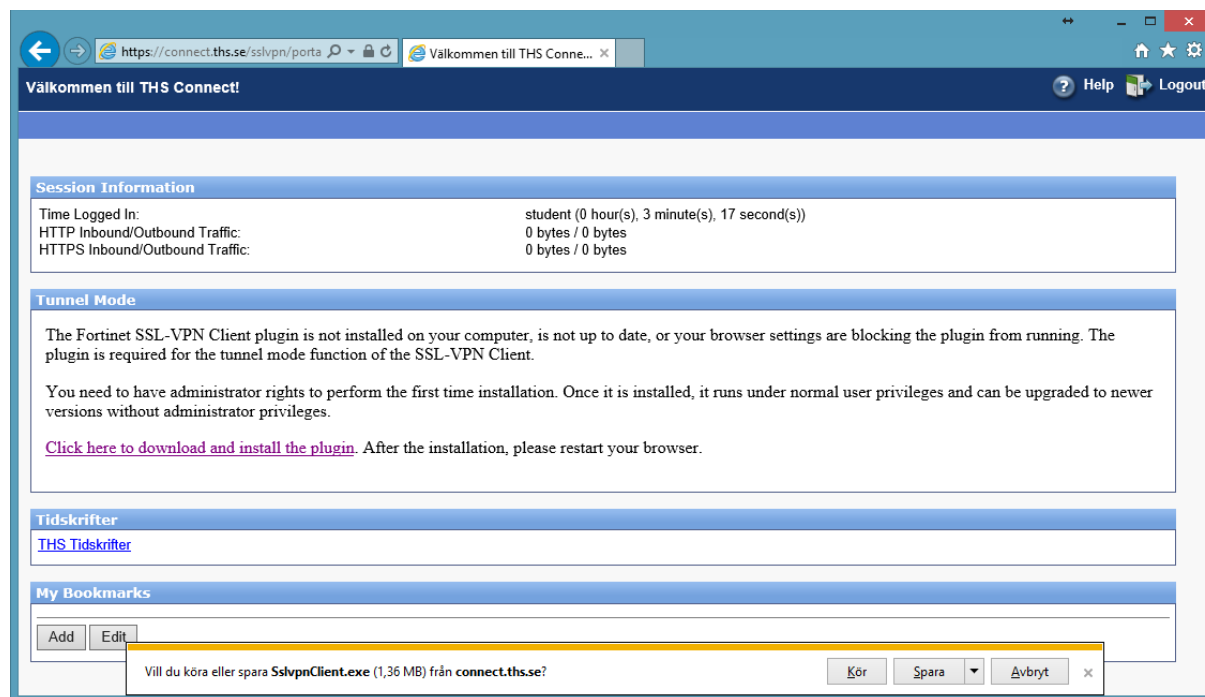 https://connect.ths.se/sslvpn/porta
Välkommen till THS Conne...
Välkommen till THS Connect!
Help
Logout
Session Information
Time Logged In: student (0 hour(s), 3 minute(s), 17 second(s))
HTTP Inbound/Outbound Traffic: 0 bytes / 0 bytes
HTTPS Inbound/Outbound Traffic: 0 bytes / 0 bytes
Tunnel Mode
The Fortinet SSL-VPN Client plugin is not installed on your computer, is not up to date, or your browser settings are blocking the plugin from running. The
plugin is required for the tunnel mode function of the SSL-VPN Client.
You need to have administrator rights to perform the first time installation. Once it is installed, it runs under normal user privileges and can be upgraded to newer
versions without administrator privileges.
Click here to download and install the plugin. After the installation, please restart your browser.
Tidskrifter
THS Tidskrifter
My Bookmarks
Add Edit
Vill du köra eller spara SslvpnClient.exe (1,36 MB) från connect.ths.se? Kör Spara Avbryt